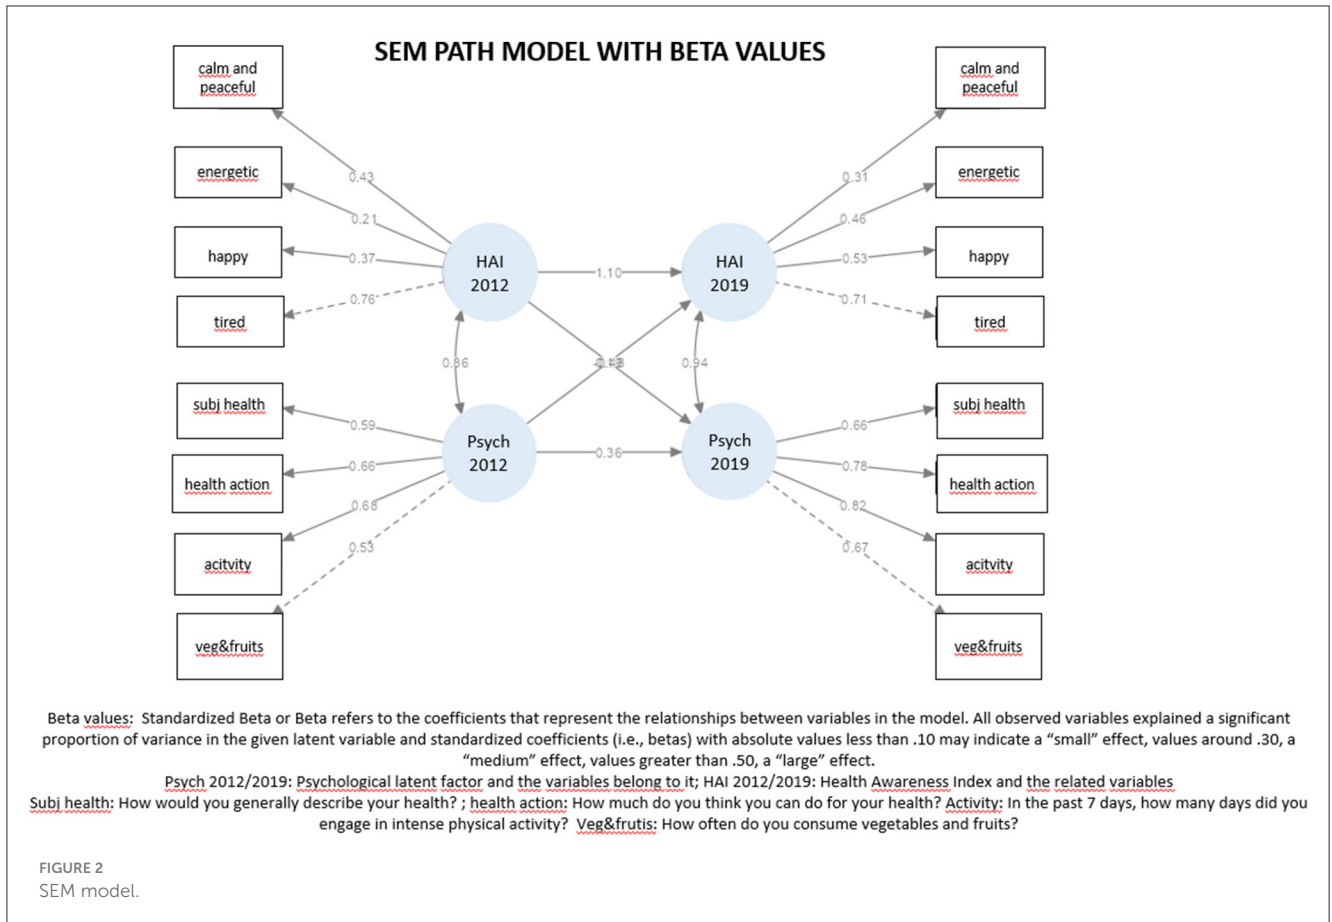 SEM PATH MODEL WITH BETA VALUES
calm and
peaceful
energetic
happy
tired
subj health
health action
acitvity
veg&fruits
0.43
0.21
0.37
0.76
0.59
0.66
0.68
0.53
HAI
2012
Psych
2012
0.86
1.10
0.36
HAI
2019
Psych
2019
0.94
0.31
0.46
0.53
0.71
0.66
0.78
0.82
0.67
calm and
peaceful
energetic
happy
tired
subj health
health action
acitvity
veg&fruits
Beta values: Standardized Beta or Beta refers to the coefficients that represent the relationships between variables in the model. All observed variables explained a significant
proportion of variance in the given latent variable and standardized coefficients (i.e., betas) with absolute values less than .10 may indicate a “small” effect, values around .30, a
“medium” effect, values greater than .50, a “large” effect.
Psych 2012/2019: Psychological latent factor and the variables belong to it; HAI 2012/2019: Health Awareness Index and the related variables
Subj health: How would you generally describe your health? ; health action: How much do you think you can do for your health? Activity: In the past 7 days, how many days did you
engage in intense physical activity? Veg&frutis: How often do you consume vegetables and fruits?
FIGURE 2
SEM model.